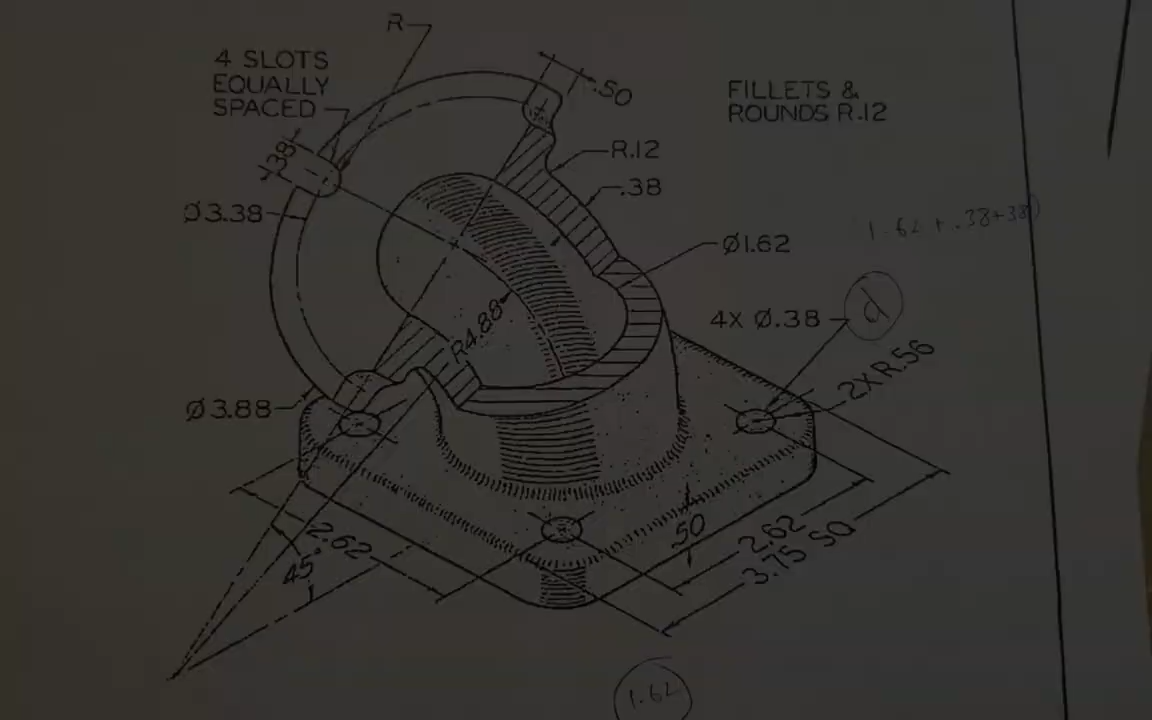 R
4 SLOTS
EQUALLY
SPACED
.50
FILLETS &
ROUNDS R.12
R.12
.38
.38
Ø3.38
1.62 + .38+38)
Ø1.62
4X Ø.38
d
2XR.56
R4.88
Ø3.88
2.62
45°
.50
2.62
3.75 SQ
1.62